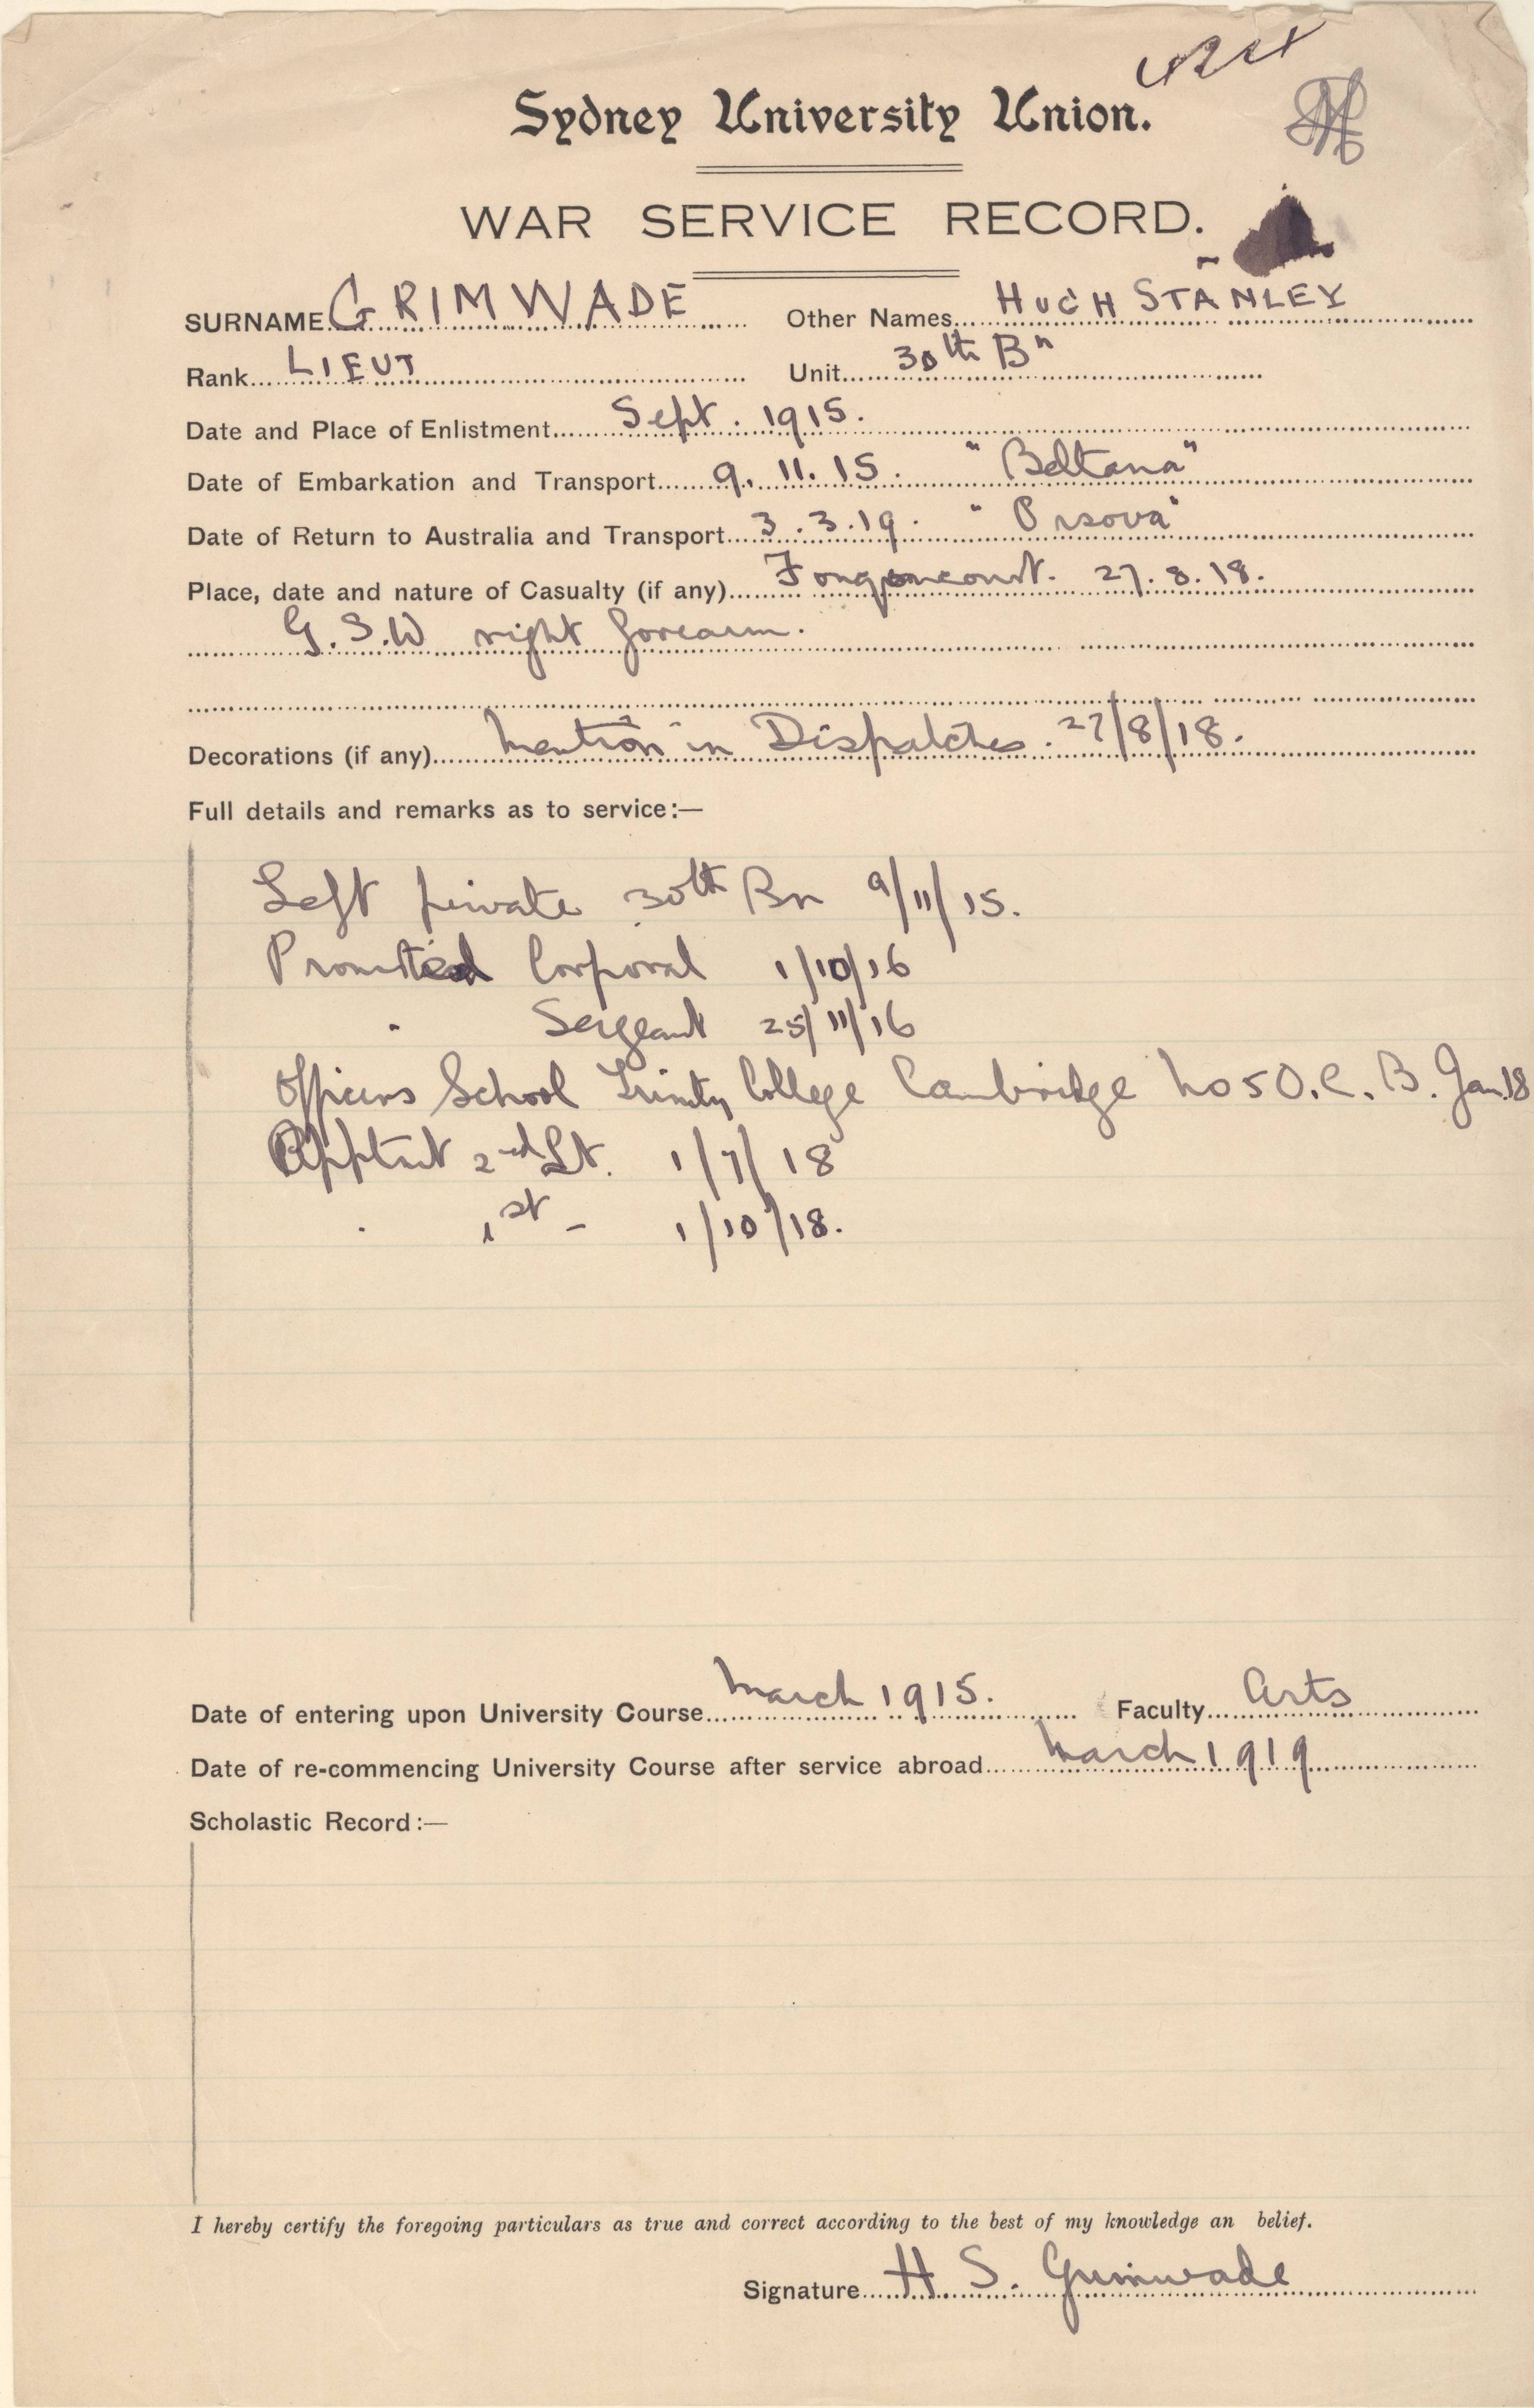 Sydney University Union.
WAR SERVICE RECORD.
SURNAME GRIMWADE Other Names HUGH STANLEY
Rank LIEUT Unit 30th Bn
Date and Place of Enlistment Sept. 1915.
Date of Embarkation and Transport 9.11.15. "Beltana"
Date of Return to Australia and Transport 3.3.19. "Orsova"
Place, date and nature of Casualty (if any) 27.8.18.
G.S.W right forearm.
Decorations (if any) Mention in Dispatches. 27/8/18.
Full details and remarks as to service:—
Left private 30th Bn 9/11/15.
Promoted Corporal 1/10/16
" Sergeant 25/11/16
Officers School Trinity College Cambridge No 5 O.C.B. Jan.18
2nd Lt. 1/7/18
" 1st - 1/10/18.
Date of entering upon University Course March 1915. Faculty Arts
Date of re-commencing University Course after service abroad March 1919
Scholastic Record:—
I hereby certify the foregoing particulars as true and correct according to the best of my knowledge an belief.
Signature H. S. Grimwade